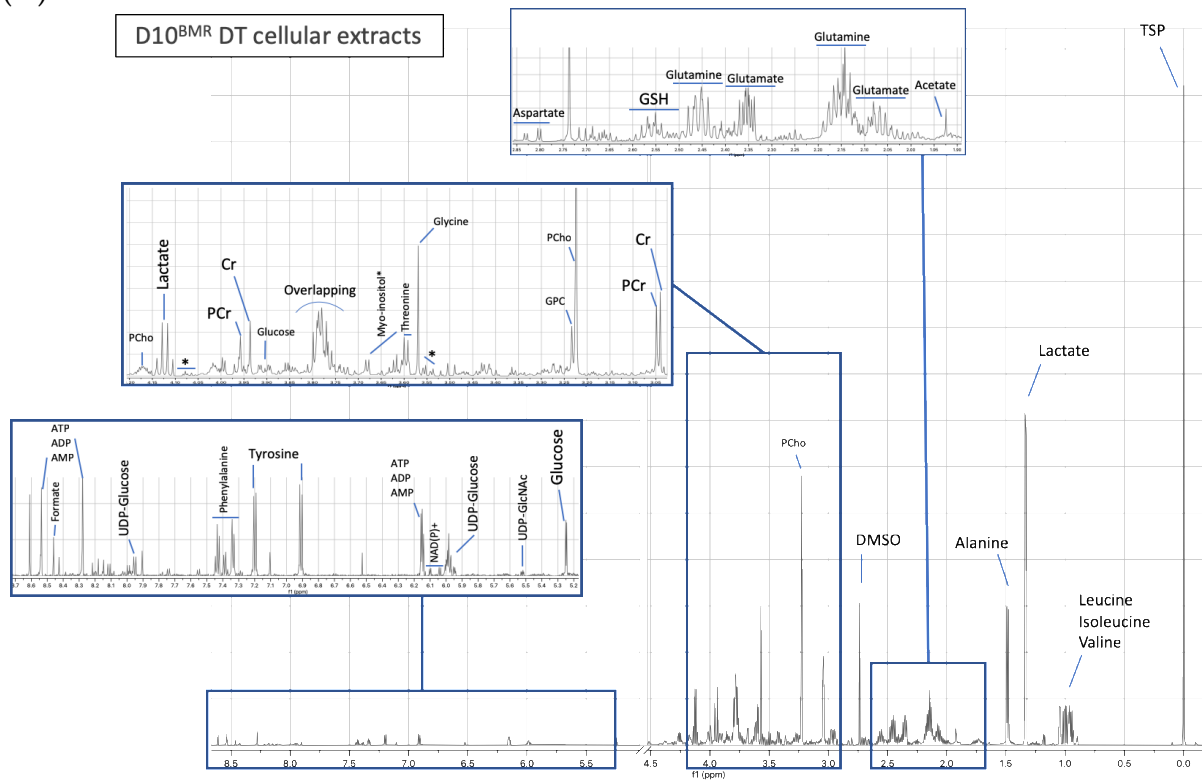 D10BMR DT cellular extracts
TSP
Glutamine
Glutamine
Glutamate
GSH
Aspartate
Glutamate
Acetate
Lactate
PCho
*
PCr
Cr
Glucose
Overlapping
Myo-inositol*
Threonine
Glycine
*
PCho
GPC
Cr
PCr
ATP
ADP
AMP
Formate
UDP-Glucose
Phenylalanine
Tyrosine
ATP
ADP
AMP
NAD(P)+
UDP-Glucose
UDP-GlcNAc
Glucose
PCho
DMSO
Alanine
Lactate
Leucine
Isoleucine
Valine
8.5 8.0 7.5 7.0 6.5 6.0 5.5 4.5 4.0 3.5 3.0 2.5 2.0 1.5 1.0 0.5 0.0
f1 (ppm)